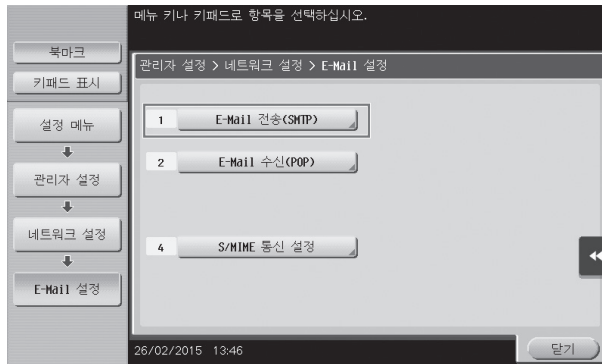 메뉴 키나 키패드로 항목을 선택하십시오.
북마크
키패드 표시
설정 메뉴
관리자 설정
네트워크 설정
E-Mail 설정
관리자 설정 > 네트워크 설정 > E-Mail 설정
1 E-Mail 전송(SMTP)
2 E-Mail 수신(POP)
4 S/MIME 통신 설정
26/02/2015 13:46
닫기